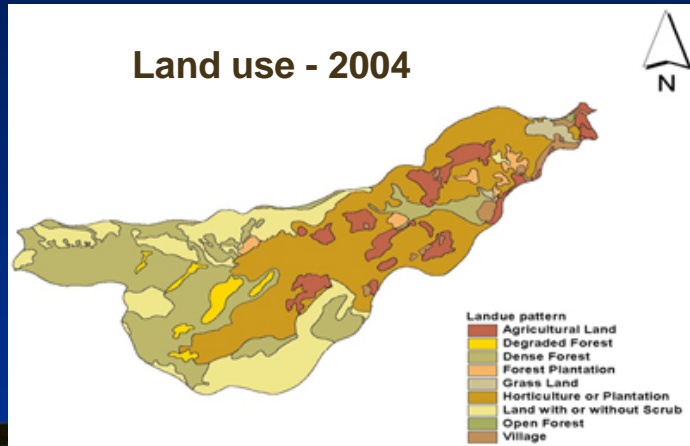 Land use - 2004
N
Landue pattern
Agricultural Land
Degraded Forest
Dense Forest
Forest Plantation
Grass Land
Horticulture or Plantation
Land with or without Scrub
Open Forest
Village